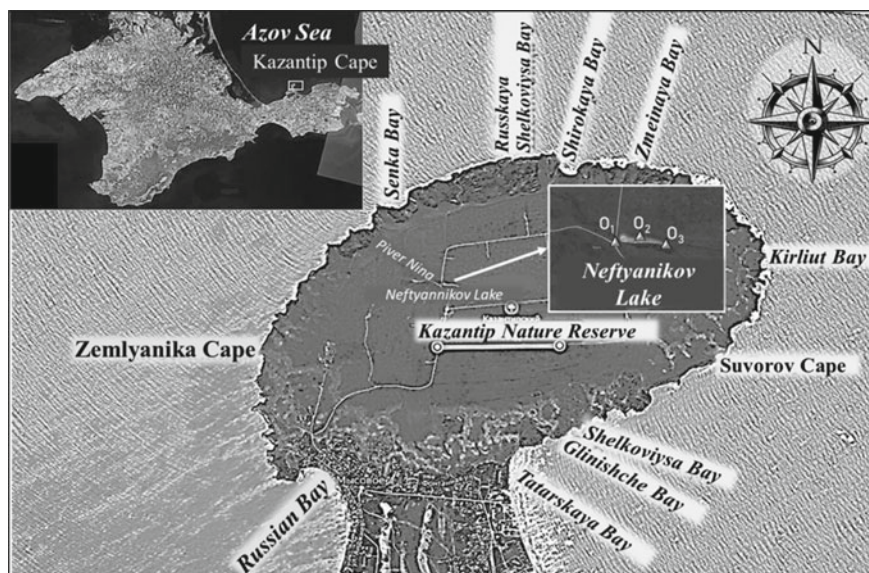 Azov Sea
Kazantip Cape
N
Senka Bay
Russkaya
Shelkoviysa Bay
Shirokaya Bay
Zmeinaya Bay
O1
O2
O3
Neftyanikov
Lake
Kirliut Bay
Piver Nina
Neftyannikov Lake
Kazantip Nature Reserve
Zemlyanika Cape
Suvorov Cape
Shelkoviysa Bay
Glinishche Bay
Tatarskaya Bay
Russian Bay
Мысовое